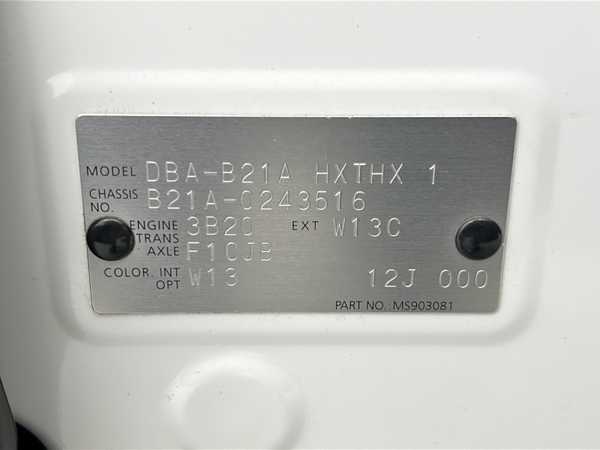 MODEL DBA-B21A HXTHX 1
CHASSIS NO. B21A-0243516
ENGINE 3B20 EXT W13C
TRANS AXLE F1CJB
COLOR. INT OPT W13 12J 000
PART NO. MS903081